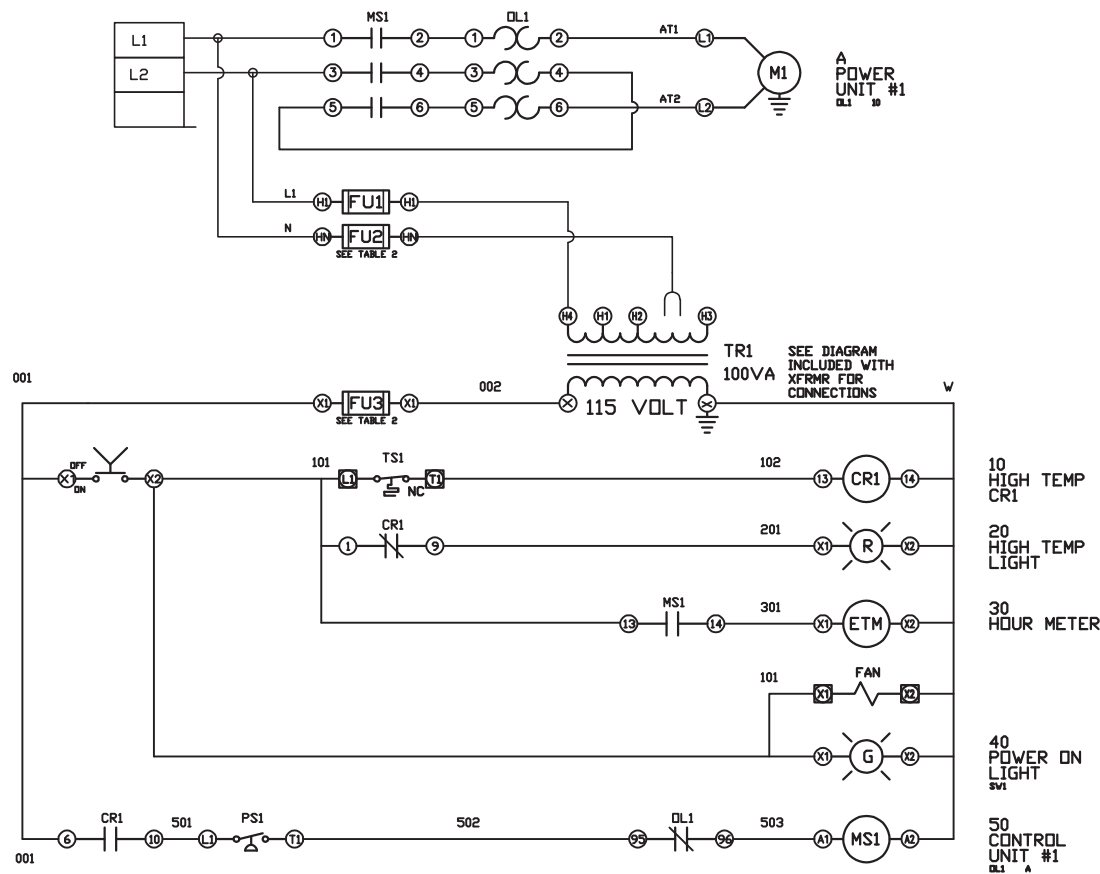 MS1 OL1
L1 1 2 1 2 AT1 L1
L2 3 4 3 4 M1
5 6 5 6 AT2 L2
A
POWER
UNIT #1
OL1 10
L1 H1 FU1 H1
N HN FU2 HN
SEE TABLE 2
H4 H1 H2 H3
TR1
100VA
SEE DIAGRAM
INCLUDED WITH
XFRMR FOR
CONNECTIONS
001 002 W
X1 FU3 X1 X 115 VOLT X
SEE TABLE 2
OFF 101 TS1 102
X1 X2 L1 T1 13 CR1 14
ON NC
10
HIGH TEMP
CR1
CR1 201
1 9 X1 R X2
20
HIGH TEMP
LIGHT
MS1 301
13 14 X1 ETM X2
30
HOUR METER
101 FAN
X1 X2
X1 G X2
40
POWER ON
LIGHT
SW1
CR1 501 PS1 502 OL1 503
6 10 L1 T1 95 96 A1 MS1 A2
001
50
CONTROL
UNIT #1
OL1 A